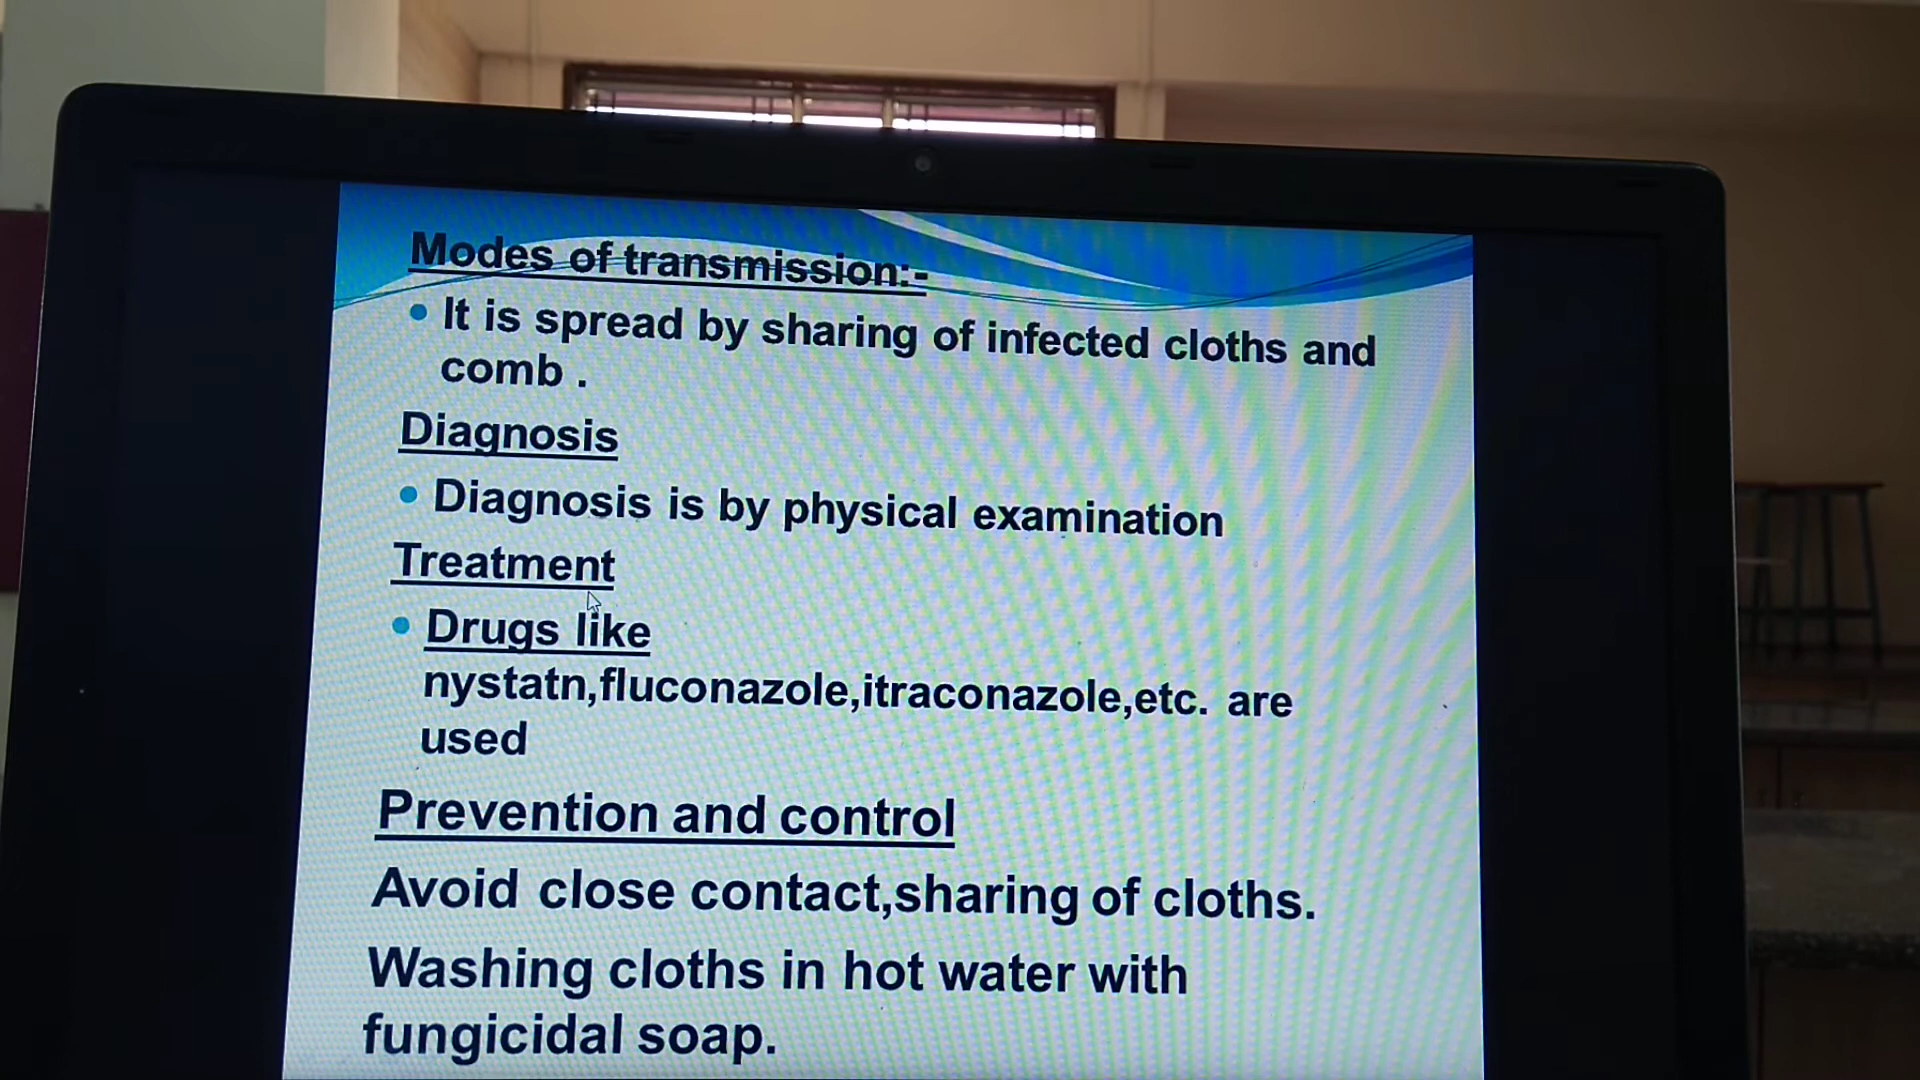 Modes of transmission:-
It is spread by sharing of infected cloths and
comb .
Diagnosis
Diagnosis is by physical examination
Treatment
Drugs like
nystatn,fluconazole,itraconazole,etc. are
used
Prevention and control
Avoid close contact,sharing of cloths.
Washing cloths in hot water with
fungicidal soap.